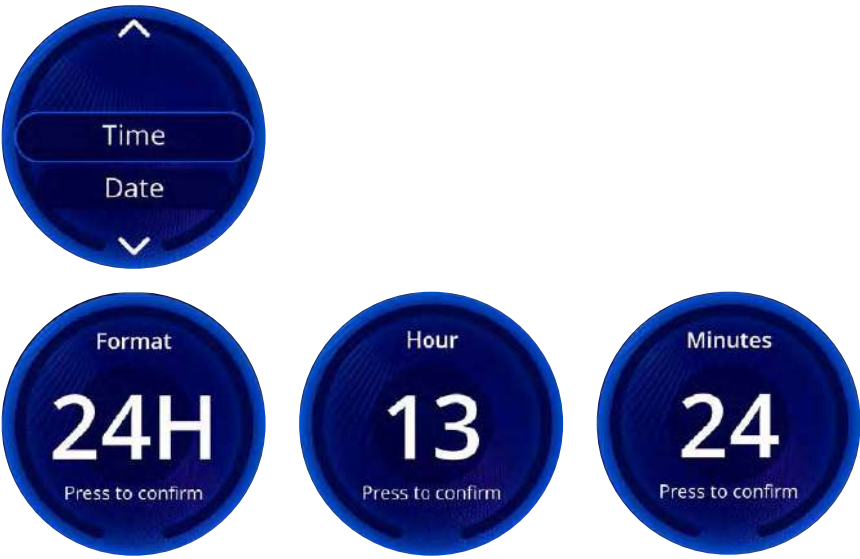 Time
Date
Format
24H
Press to confirm
Hour
13
Press to confirm
Minutes
24
Press to confirm